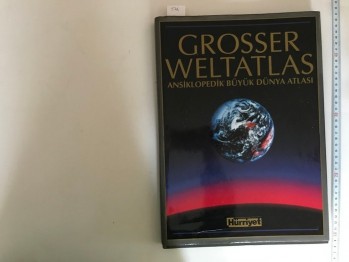 GROSSER
WELTATLAS
ANSİKLOPEDİK BÜYÜK DÜNYA ATLASI
Hürriyet